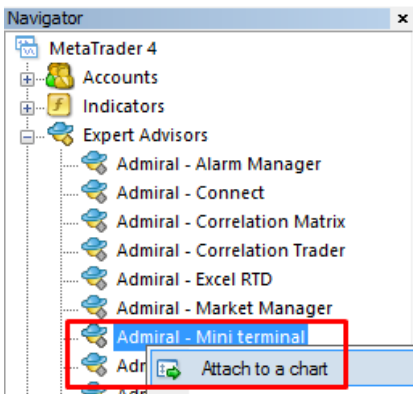 Navigator
MetaTrader 4
Accounts
Indicators
Expert Advisors
Admiral - Alarm Manager
Admiral - Connect
Admiral - Correlation Matrix
Admiral - Correlation Trader
Admiral - Excel RTD
Admiral - Market Manager
Admiral - Mini terminal
Attach to a chart